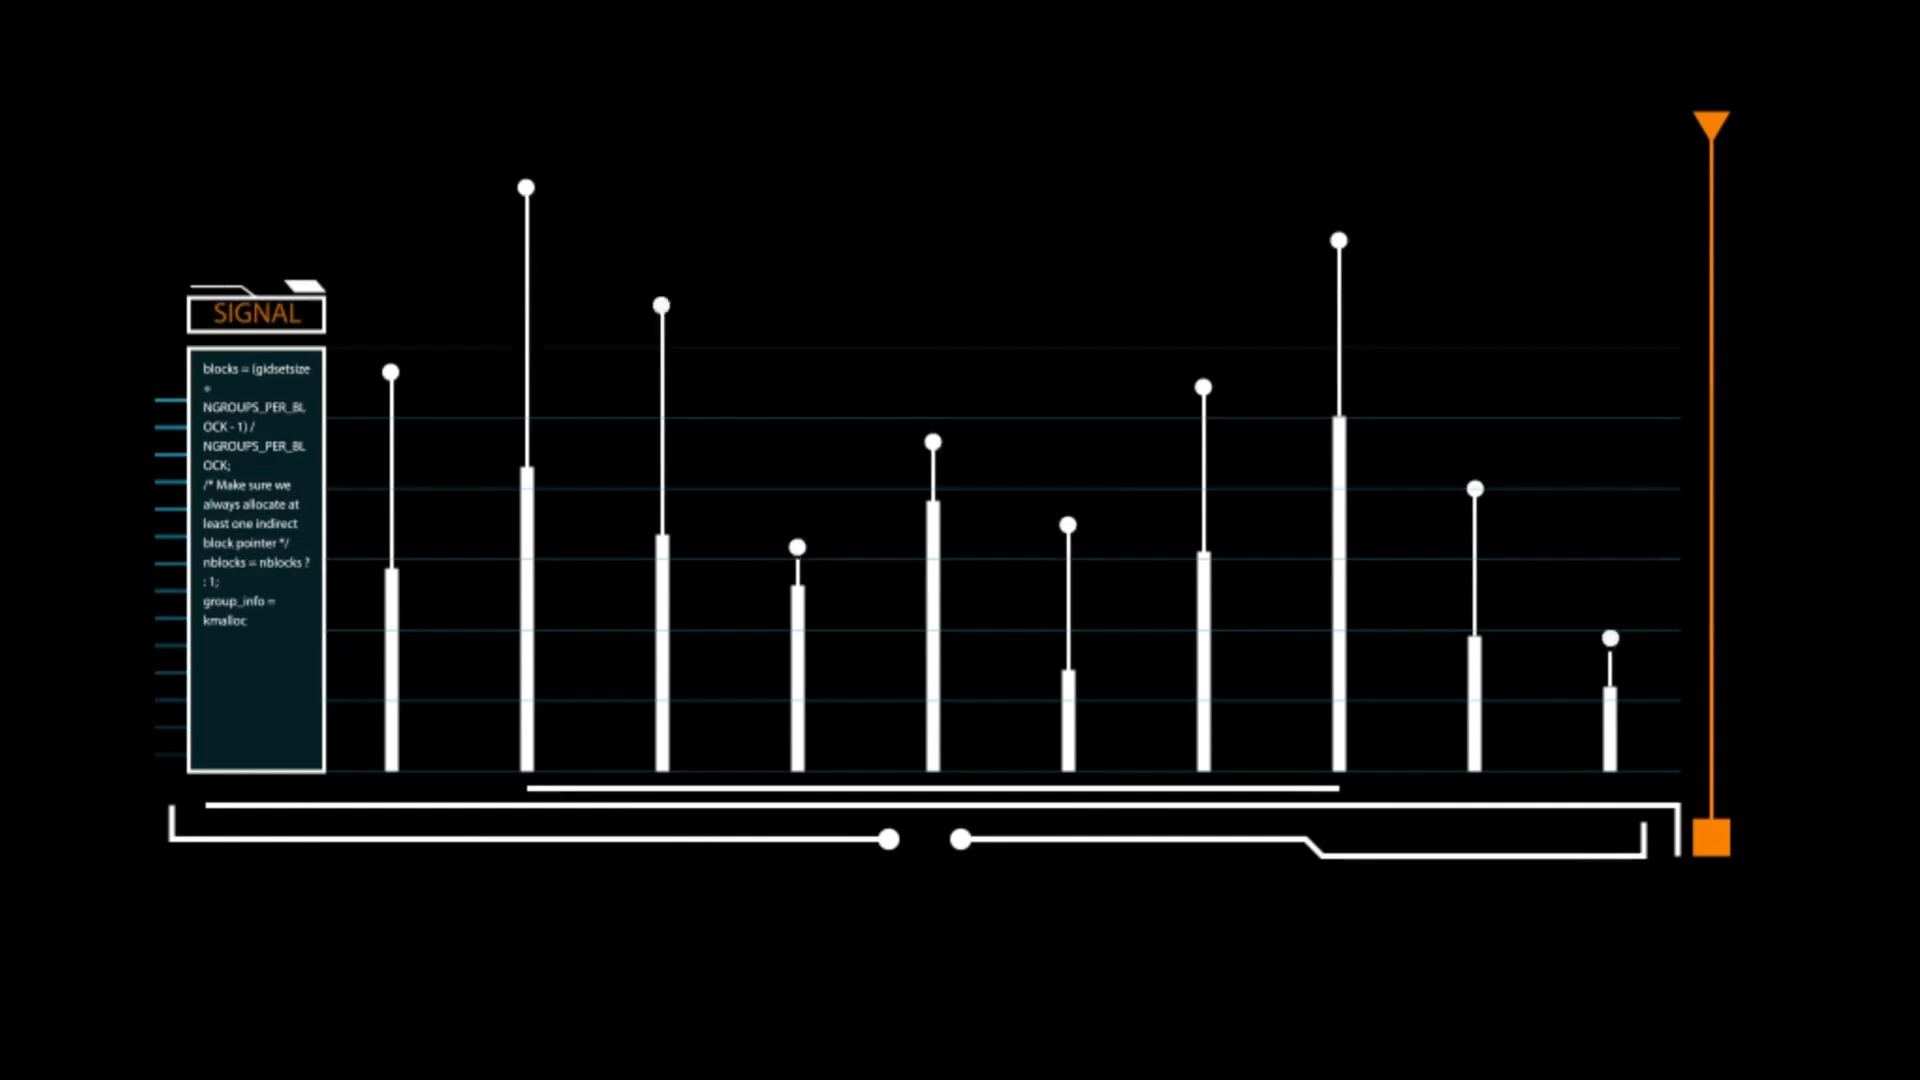 SIGNAL
blocks = (gidsetsize
+
NGROUPS_PER_BL
OCK - 1) /
NGROUPS_PER_BL
OCK;
/* Make sure we
always allocate at
least one indirect
block pointer */
nblocks = nblocks ?
: 1;
group_info =
kmalloc